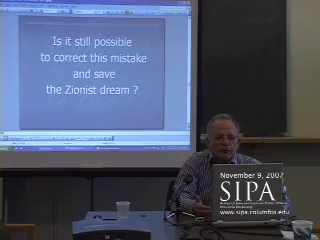 Is it still possible
to correct this mistake
and save
the Zionist dream ?
November 9, 2007
SIPA
www.sipa.columbia.edu